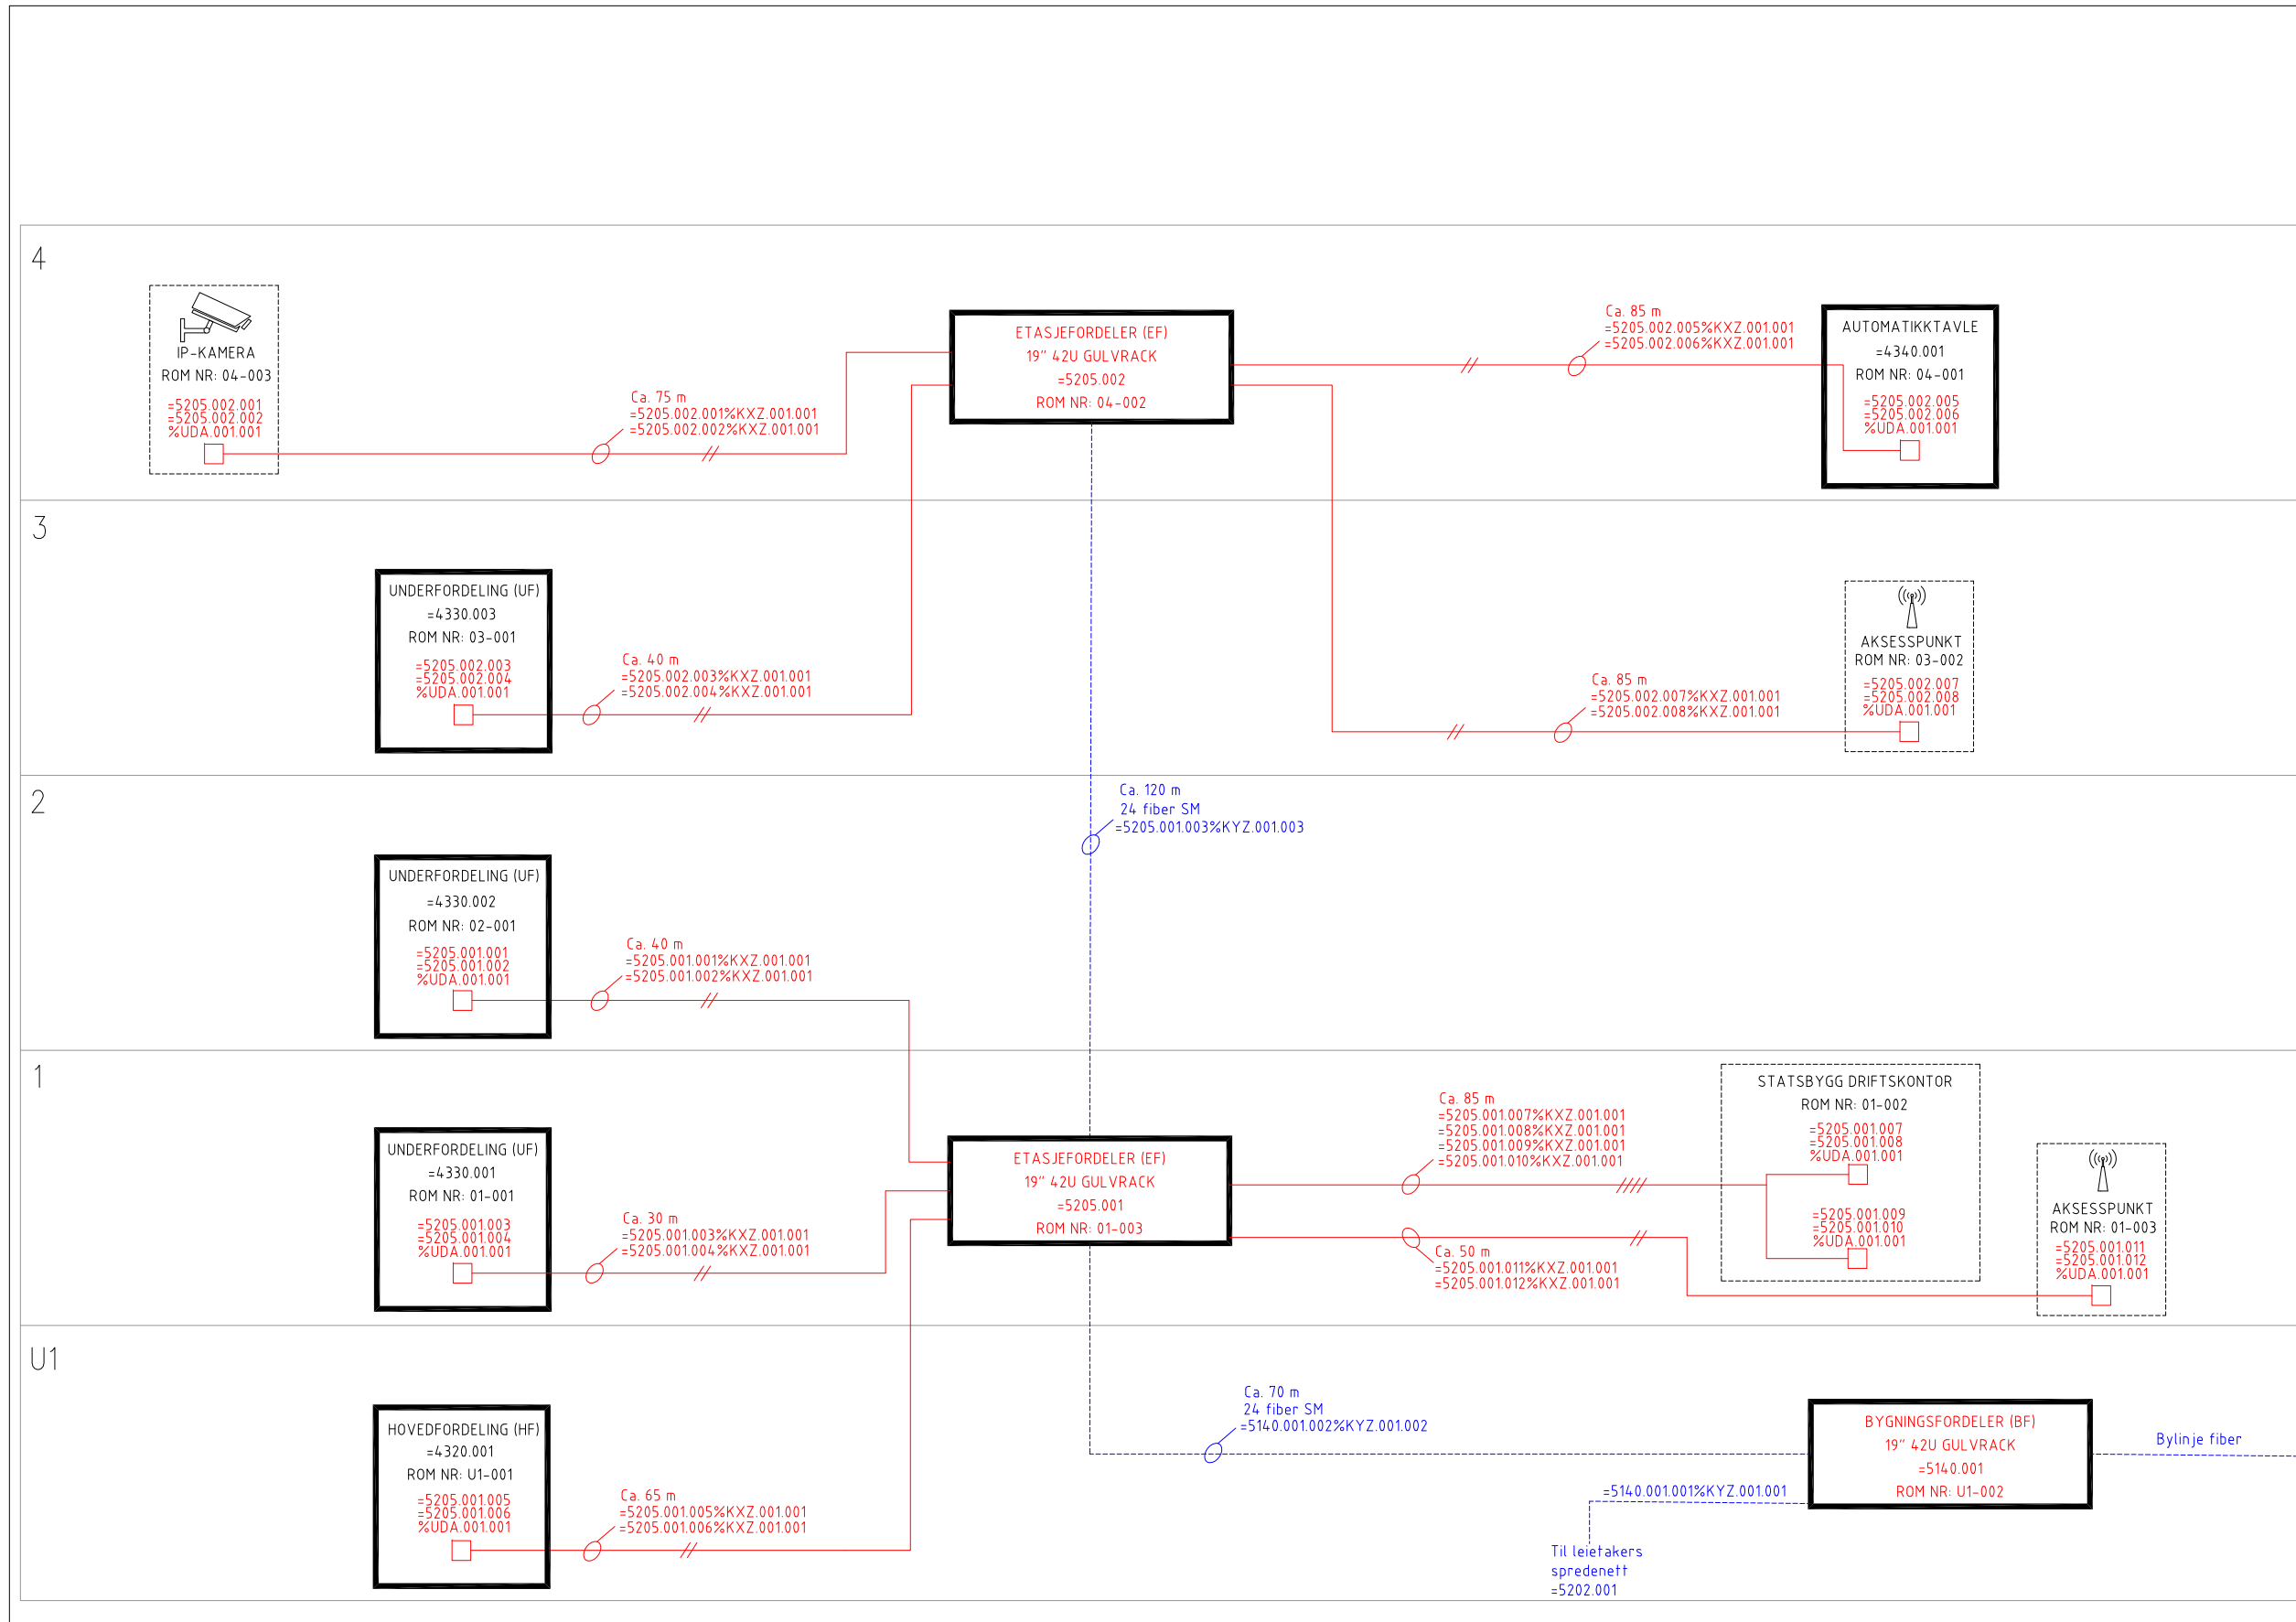 4
IP-KAMERA
ROM NR: 04-003
=5205.002.001
=5205.002.002
%UDA.001.001
Ca. 75 m
=5205.002.001%KXZ.001.001
=5205.002.002%KXZ.001.001
ETASJEFORDELER (EF)
19" 42U GULVRACK
=5205.002
ROM NR: 04-002
Ca. 85 m
=5205.002.005%KXZ.001.001
=5205.002.006%KXZ.001.001
AUTOMATIKKTAVLE
=4340.001
ROM NR: 04-001
=5205.002.005
=5205.002.006
%UDA.001.001
3
UNDERFORDELING (UF)
=4330.003
ROM NR: 03-001
=5205.002.003
=5205.002.004
%UDA.001.001
Ca. 40 m
=5205.002.003%KXZ.001.001
=5205.002.004%KXZ.001.001
Ca. 85 m
=5205.002.007%KXZ.001.001
=5205.002.008%KXZ.001.001
AKSESSPUNKT
ROM NR: 03-002
=5205.002.007
=5205.002.008
%UDA.001.001
2
Ca. 120 m
24 fiber SM
=5205.001.003%KYZ.001.003
UNDERFORDELING (UF)
=4330.002
ROM NR: 02-001
=5205.001.001
=5205.001.002
%UDA.001.001
Ca. 40 m
=5205.001.001%KXZ.001.001
=5205.001.002%KXZ.001.001
1
UNDERFORDELING (UF)
=4330.001
ROM NR: 01-001
=5205.001.003
=5205.001.004
%UDA.001.001
Ca. 30 m
=5205.001.003%KXZ.001.001
=5205.001.004%KXZ.001.001
ETASJEFORDELER (EF)
19" 42U GULVRACK
=5205.001
ROM NR: 01-003
Ca. 85 m
=5205.001.007%KXZ.001.001
=5205.001.008%KXZ.001.001
=5205.001.009%KXZ.001.001
=5205.001.010%KXZ.001.001
Ca. 50 m
=5205.001.011%KXZ.001.001
=5205.001.012%KXZ.001.001
STATSBYGG DRIFTSKONTOR
ROM NR: 01-002
=5205.001.007
=5205.001.008
%UDA.001.001
=5205.001.009
=5205.001.010
%UDA.001.001
AKSESSPUNKT
ROM NR: 01-003
=5205.001.011
=5205.001.012
%UDA.001.001
U1
HOVEDFORDELING (HF)
=4320.001
ROM NR: U1-001
=5205.001.005
=5205.001.006
%UDA.001.001
Ca. 65 m
=5205.001.005%KXZ.001.001
=5205.001.006%KXZ.001.001
Ca. 70 m
24 fiber SM
=5140.001.002%KYZ.001.002
BYGNINGSFORDELER (BF)
19" 42U GULVRACK
=5140.001
ROM NR: U1-002
Bylinje fiber
=5140.001.001%KYZ.001.001
Til leietakers
spredenett
=5202.001